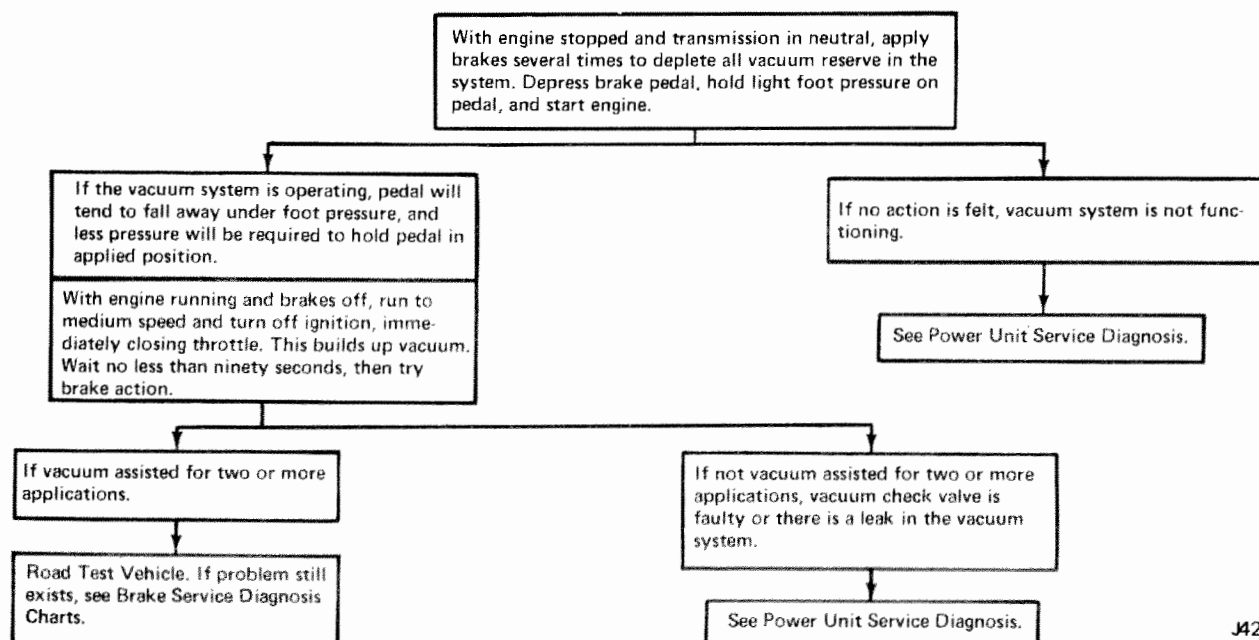 With engine stopped and transmission in neutral, apply
brakes several times to deplete all vacuum reserve in the
system. Depress brake pedal, hold light foot pressure on
pedal, and start engine.
If the vacuum system is operating, pedal will
tend to fall away under foot pressure, and
less pressure will be required to hold pedal in
applied position.
If no action is felt, vacuum system is not func-
tioning.
With engine running and brakes off, run to
medium speed and turn off ignition, imme-
diately closing throttle. This builds up vacuum.
Wait no less than ninety seconds, then try
brake action.
See Power Unit Service Diagnosis.
If vacuum assisted for two or more
applications.
If not vacuum assisted for two or more
applications, vacuum check valve is
faulty or there is a leak in the vacuum
system.
Road Test Vehicle. If problem still
exists, see Brake Service Diagnosis
Charts.
See Power Unit Service Diagnosis.
J42